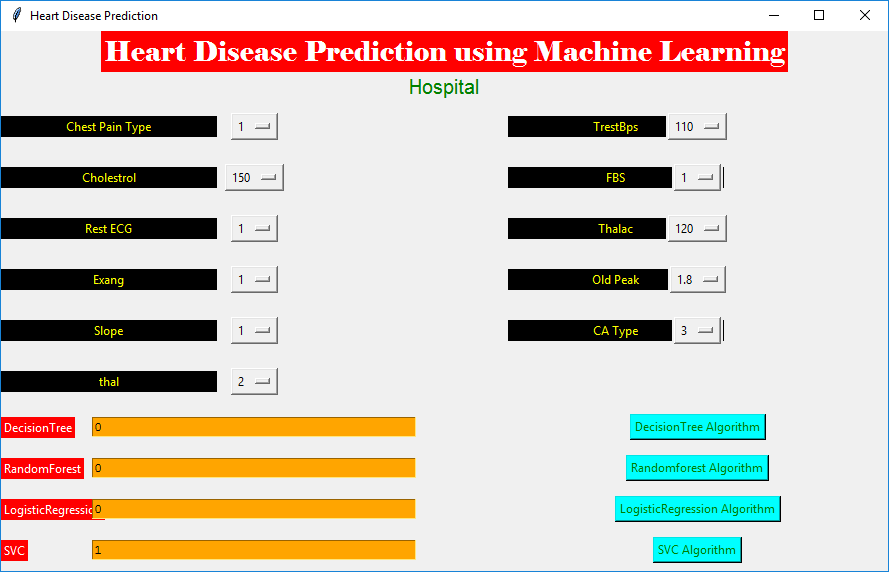 Heart Disease Prediction
Heart Disease Prediction using Machine Learning
Hospital
Chest Pain Type 1 TrestBps 110
Cholestrol 150 FBS 1
Rest ECG 1 Thalac 120
Exang 1 Old Peak 1.8
Slope 1 CA Type 3
thal 2
DecisionTree 0 DecisionTree Algorithm
RandomForest 0 Randomforest Algorithm
LogisticRegressio 0 LogisticRegression Algorithm
SVC 1 SVC Algorithm